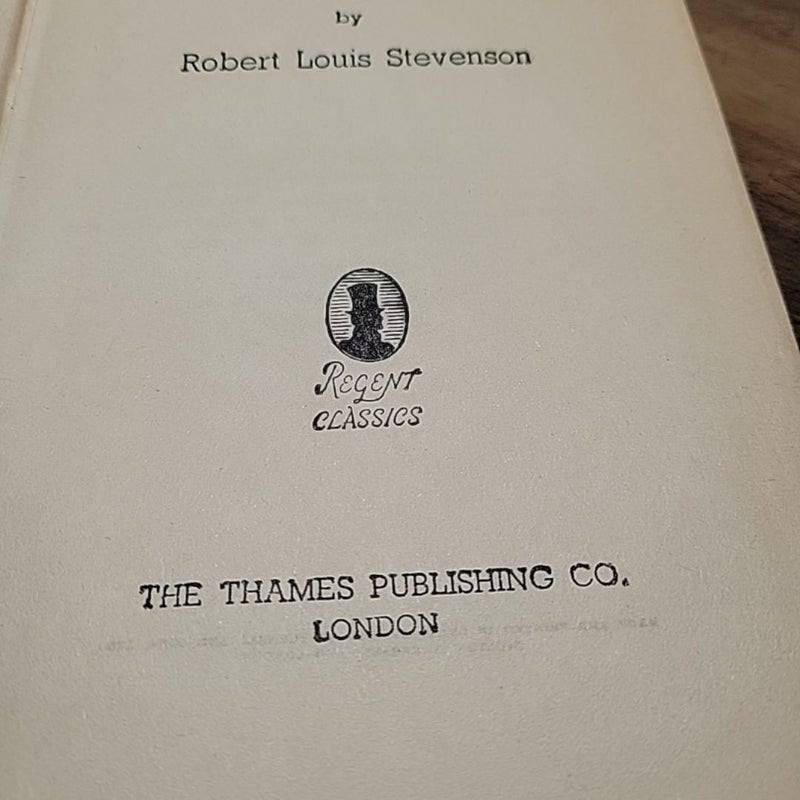 by
Robert Louis Stevenson
REGENT
CLASSICS
THE THAMES PUBLISHING CO.
LONDON